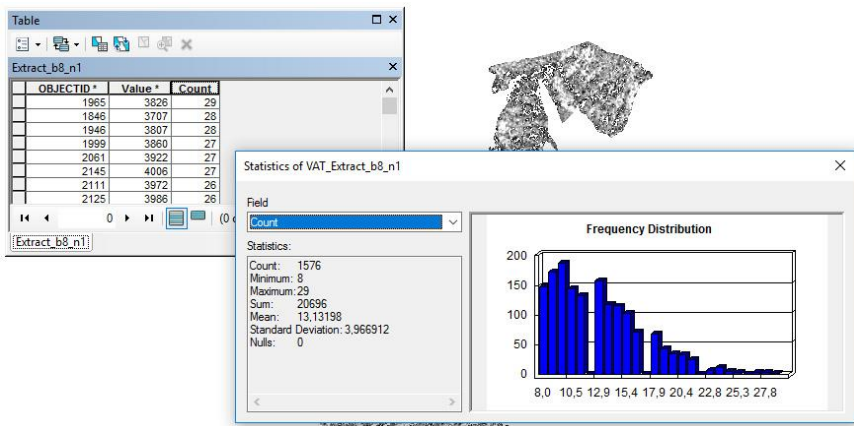 Table
Extract_b8_n1
OBJECTID * Value * Count
1965 3826 29
1846 3707 28
1946 3807 28
1999 3860 27
2061 3922 27
2145 4006 27
2111 3972 26
2125 3986 26
0 (0 o
Extract_b8_n1
Statistics of VAT_Extract_b8_n1
Field
Count
Statistics:
Count: 1576
Minimum: 8
Maximum: 29
Sum: 20696
Mean: 13,13198
Standard Deviation: 3,966912
Nulls: 0
Frequency Distribution
200
150
100
50
0
8,0 10,5 12,9 15,4 17,9 20,4 22,8 25,3 27,8